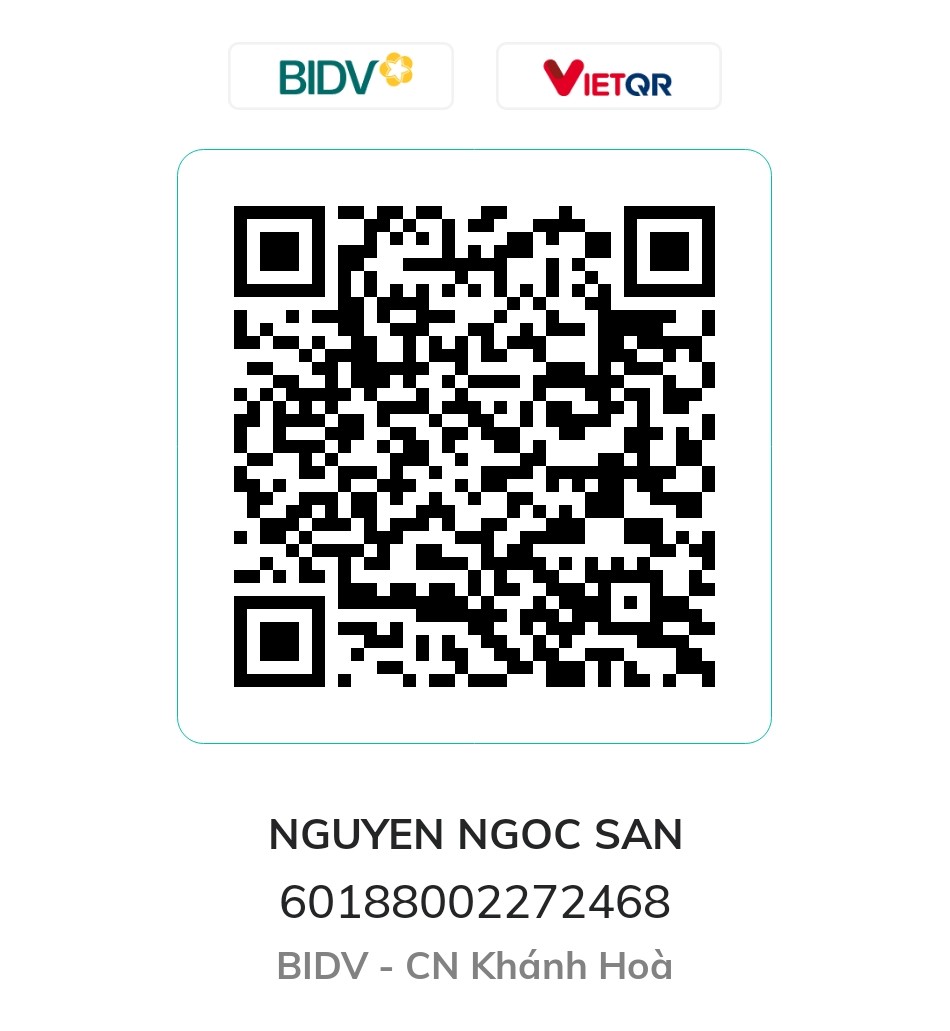 BIDV VIETQR
NGUYEN NGOC SAN
60188002272468
BIDV - CN Khánh Hoà